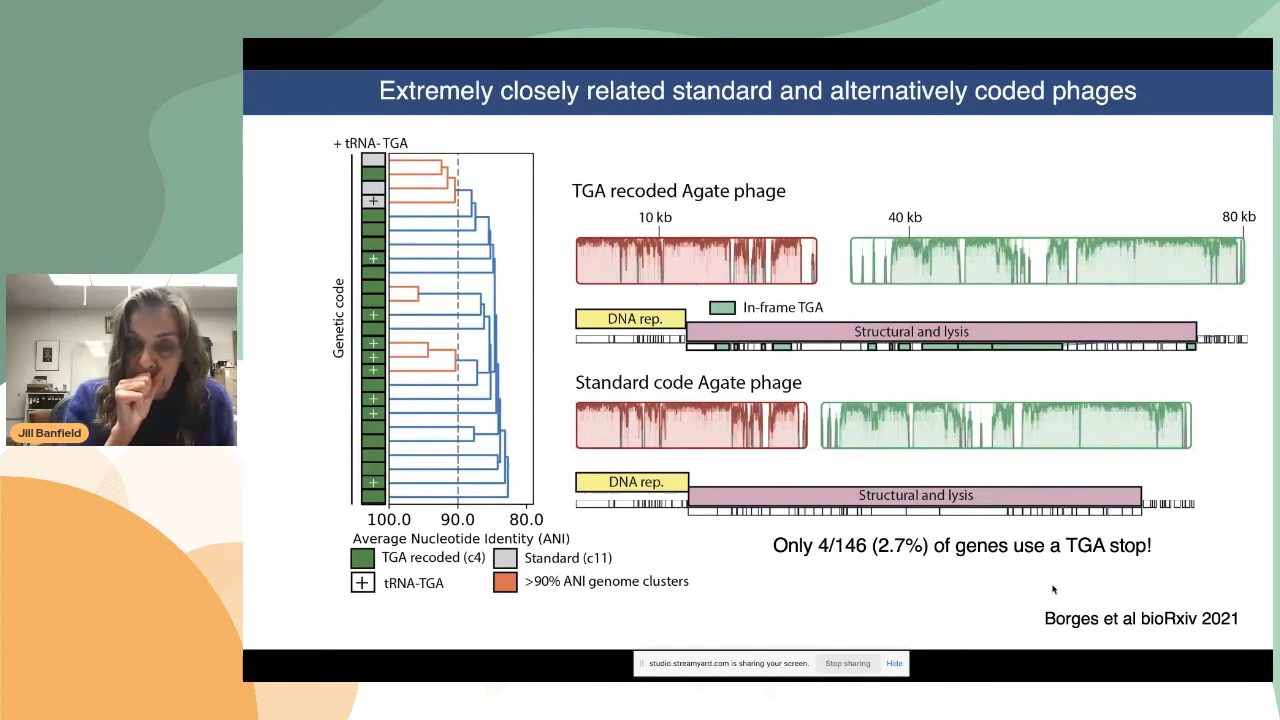 Extremely closely related standard and alternatively coded phages
+ tRNA-TGA
Genetic code
+
+
+
+
+
+
+
+
100.0 90.0 80.0
Average Nucleotide Identity (ANI)
TGA recoded (c4) Standard (c11)
+ tRNA-TGA >90% ANI genome clusters
TGA recoded Agate phage
10 kb 40 kb 80 kb
In-frame TGA
DNA rep.
Structural and lysis
Standard code Agate phage
DNA rep.
Structural and lysis
Only 4/146 (2.7%) of genes use a TGA stop!
Borges et al bioRxiv 2021
Jill Banfield
studio.streamyard.com is sharing your screen. Stop sharing Hide